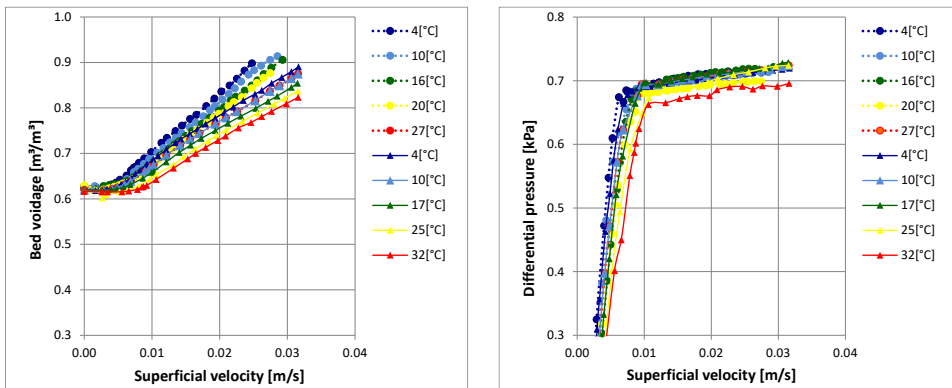 1.0
0.9
0.8
0.7
0.6
0.5
0.4
0.3
Bed voidage [m³/m³]
0.00 0.01 0.02 0.03 0.04
Superficial velocity [m/s]
4[°C]
10[°C]
16[°C]
20[°C]
27[°C]
4[°C]
10[°C]
17[°C]
25[°C]
32[°C]
0.8
0.7
0.6
0.5
0.4
0.3
Differential pressure [kPa]
0.00 0.01 0.02 0.03 0.04
Superficial velocity [m/s]
4[°C]
10[°C]
16[°C]
20[°C]
27[°C]
4[°C]
10[°C]
17[°C]
25[°C]
32[°C]